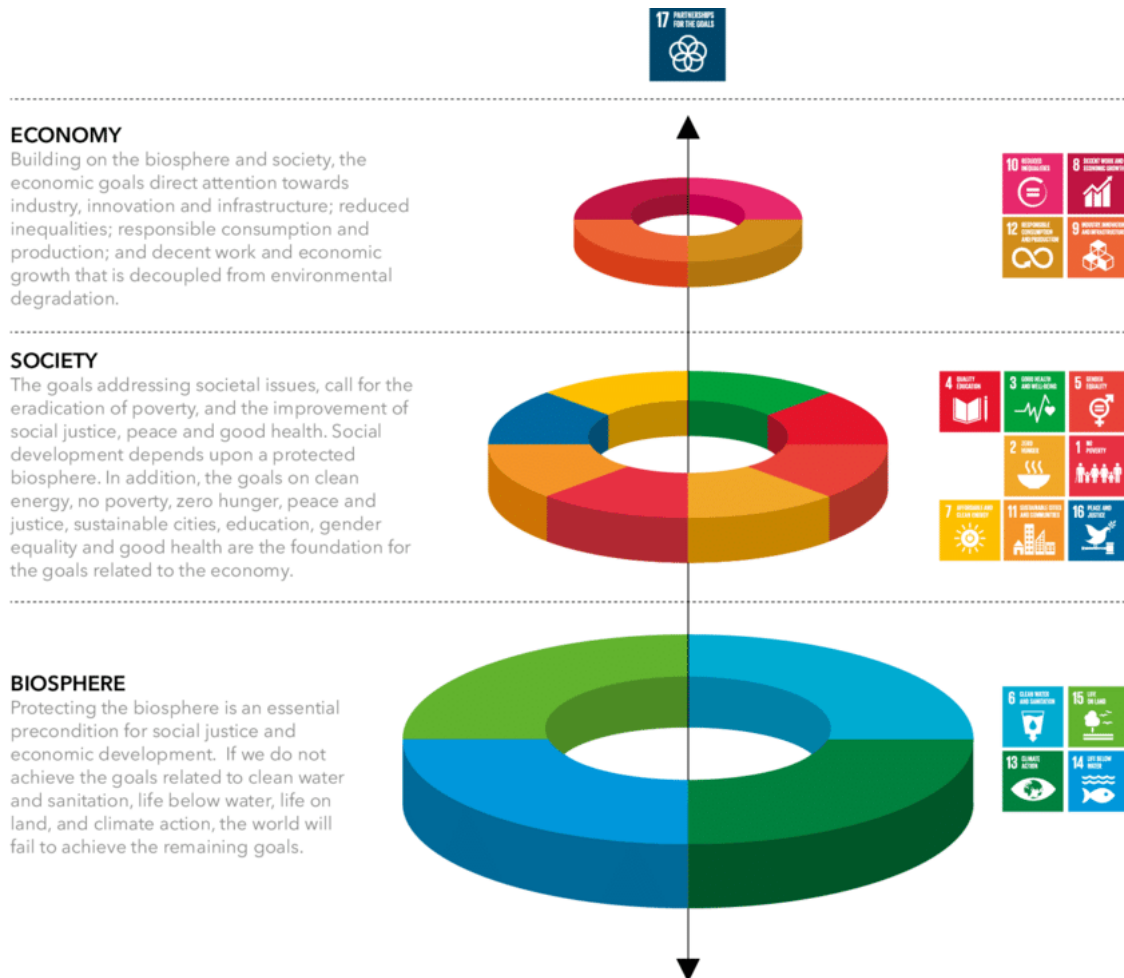 17 PARTNERSHIPS
FOR THE GOALS
ECONOMY
Building on the biosphere and society, the
economic goals direct attention towards
industry, innovation and infrastructure; reduced
inequalities; responsible consumption and
production; and decent work and economic
growth that is decoupled from environmental
degradation.
10 REDUCED
INEQUALITIES
8 DECENT WORK AND
ECONOMIC GROWTH
12 RESPONSIBLE
CONSUMPTION
AND PRODUCTION
9 INDUSTRY, INNOVATION
AND INFRASTRUCTURE
SOCIETY
The goals addressing societal issues, call for the
eradication of poverty, and the improvement of
social justice, peace and good health. Social
development depends upon a protected
biosphere. In addition, the goals on clean
energy, no poverty, zero hunger, peace and
justice, sustainable cities, education, gender
equality and good health are the foundation for
the goals related to the economy.
4 QUALITY
EDUCATION
3 GOOD HEALTH
AND WELL-BEING
5 GENDER
EQUALITY
2 ZERO
HUNGER
1 NO
POVERTY
7 AFFORDABLE AND
CLEAN ENERGY
11 SUSTAINABLE CITIES
AND COMMUNITIES
16 PEACE AND
JUSTICE
BIOSPHERE
Protecting the biosphere is an essential
precondition for social justice and
economic development. If we do not
achieve the goals related to clean water
and sanitation, life below water, life on
land, and climate action, the world will
fail to achieve the remaining goals.
6 CLEAN WATER
AND SANITATION
15 LIFE
ON LAND
13 CLIMATE
ACTION
14 LIFE BELOW
WATER